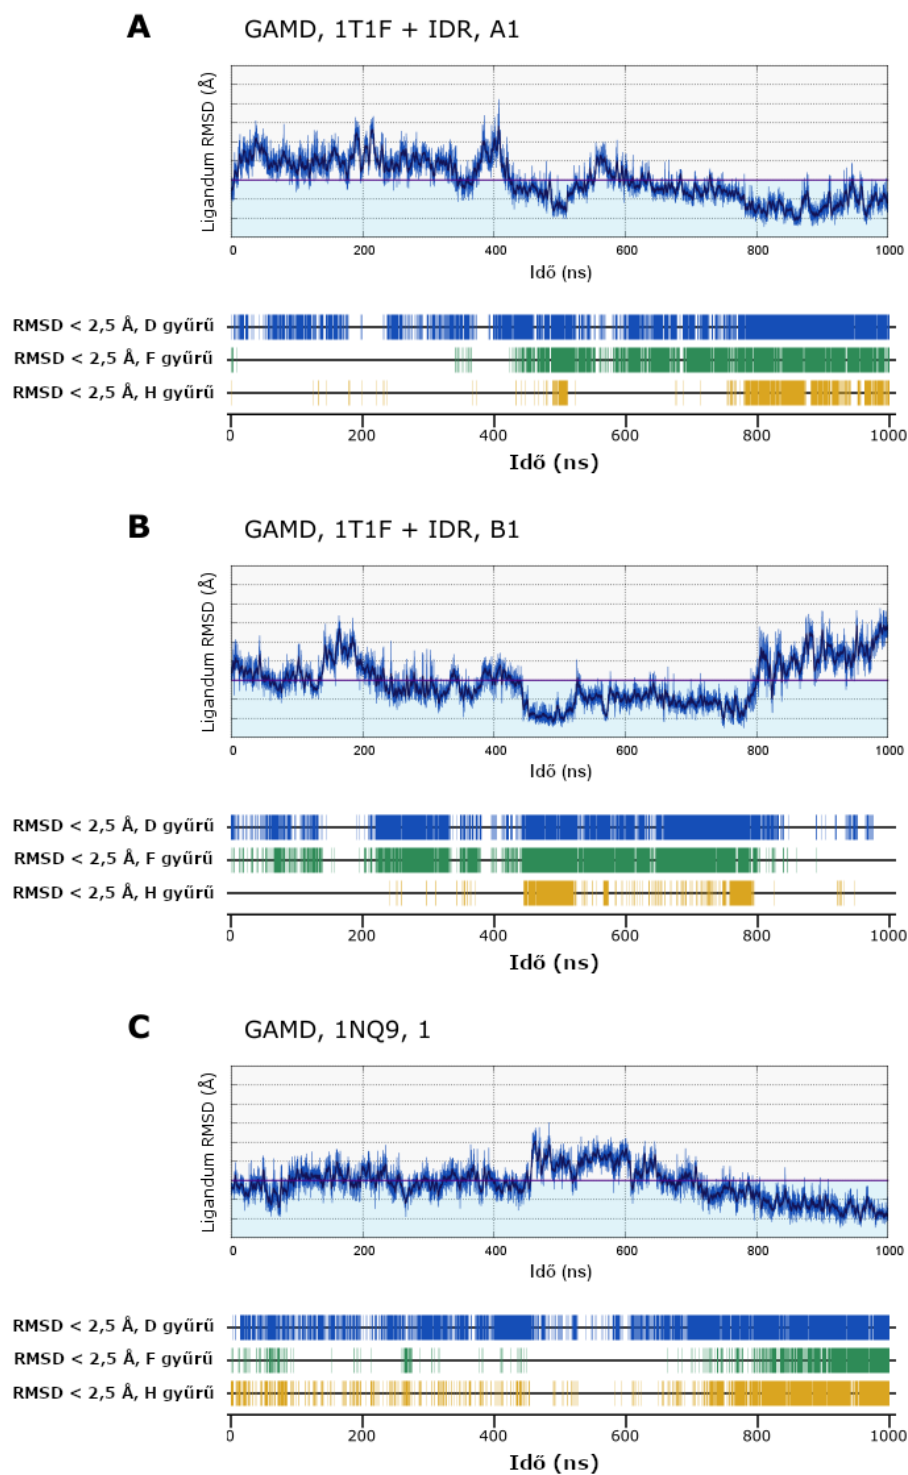 A GAMD, 1T1F + IDR, A1
Ligandum RMSD (Å)
0 200 400 600 800 1000
Idő (ns)
RMSD < 2,5 Å, D gyűrű
RMSD < 2,5 Å, F gyűrű
RMSD < 2,5 Å, H gyűrű
0 200 400 600 800 1000
Idő (ns)
B GAMD, 1T1F + IDR, B1
Ligandum RMSD (Å)
0 200 400 600 800 1000
Idő (ns)
RMSD < 2,5 Å, D gyűrű
RMSD < 2,5 Å, F gyűrű
RMSD < 2,5 Å, H gyűrű
0 200 400 600 800 1000
Idő (ns)
C GAMD, 1NQ9, 1
Ligandum RMSD (Å)
0 200 400 600 800 1000
Idő (ns)
RMSD < 2,5 Å, D gyűrű
RMSD < 2,5 Å, F gyűrű
RMSD < 2,5 Å, H gyűrű
0 200 400 600 800 1000
Idő (ns)